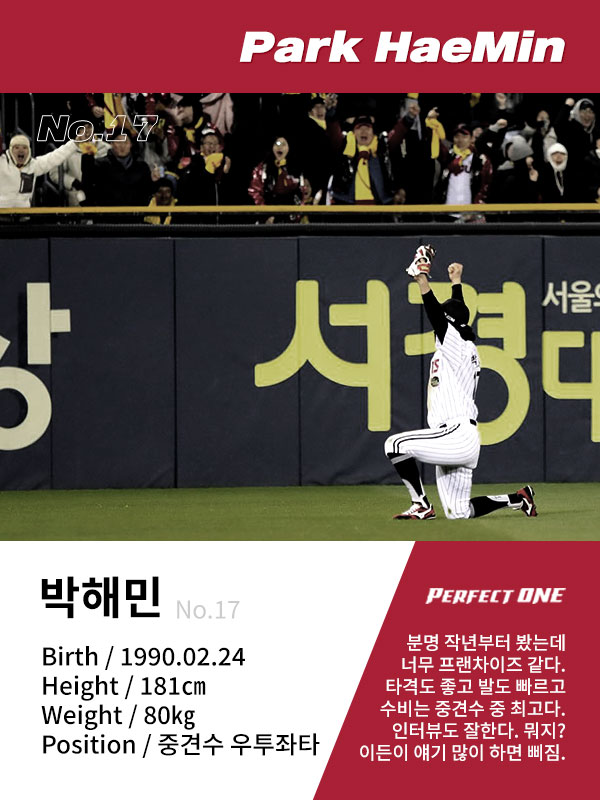 Park HaeMin
No.17
상
서경대
서울의
박해민 No.17
Birth / 1990.02.24
Height / 181㎝
Weight / 80㎏
Position / 중견수 우투좌타
PERFECT ONE
분명 작년부터 봤는데
너무 프랜차이즈 같다.
타격도 좋고 발도 빠르고
수비는 중견수 중 최고다.
인터뷰도 잘한다. 뭐지?
이든이 얘기 많이 하면 삐짐.